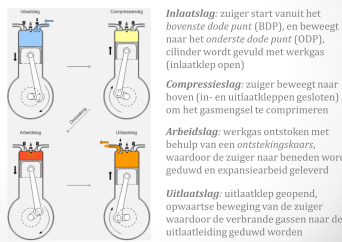 Inlaatslag
Compressieslag
Ontsteking
Arbeidslag
Uitlaatslag
Inlaatslag: zuiger start vanuit het
bovenste dode punt (BDP), en beweegt
naar het onderste dode punt (ODP),
cilinder wordt gevuld met werkgas
(inlaatklep open)
Compressieslag: zuiger beweegt naar
boven (in- en uitlaatkleppen gesloten)
om het gasmengsel te comprimeren
Arbeidslag: werkgas ontstoken met
behulp van een ontstekingskaars,
waardoor de zuiger naar beneden word
geduwd en expansiearbeid geleverd
Uitlaatslag: uitlaatklep geopend,
opwaartse beweging van de zuiger
waardoor de verbrande gassen naar de
uitlaatleiding geduwd worden